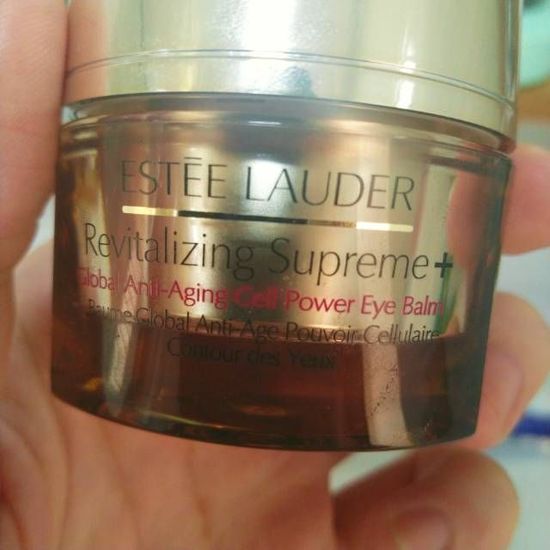 ESTĒE LAUDER
Revitalizing Supreme+
Global Anti-Aging Cell Power Eye Balm
Baume Global Anti-Âge Pouvoir Cellulaire
Contour des Yeux